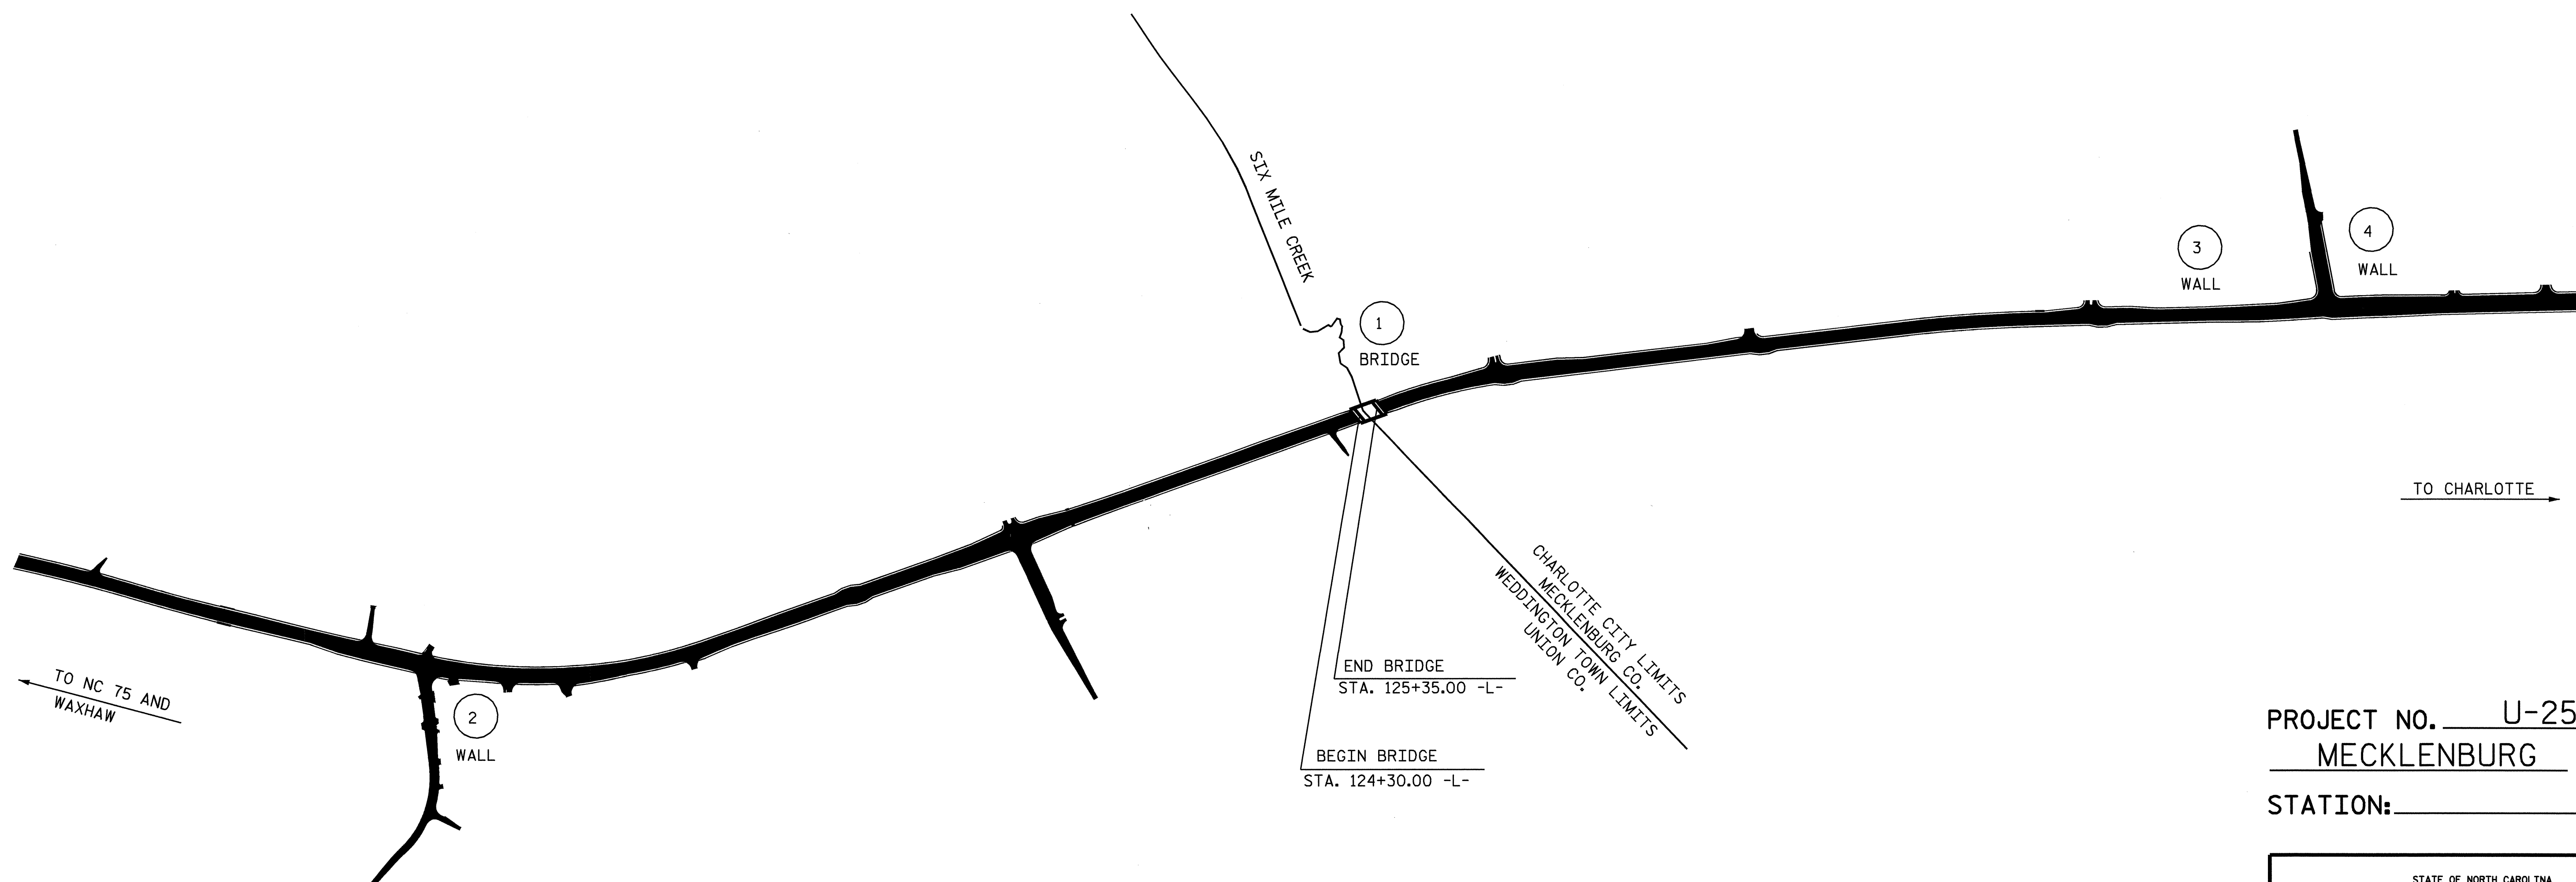 SIX MILE CREEK
1
BRIDGE
3
WALL
4
WALL
TO CHARLOTTE
TO NC 75 AND
WAXHAW
2
WALL
CHARLOTTE CITY LIMITS
MECKLENBURG CO.
WEDDINGTON TOWN LIMITS
UNION CO.
END BRIDGE
STA. 125+35.00 -L-
BEGIN BRIDGE
STA. 124+30.00 -L-
PROJECT NO. U-25
MECKLENBURG
STATION:
STATE OF NORTH CAROLINA